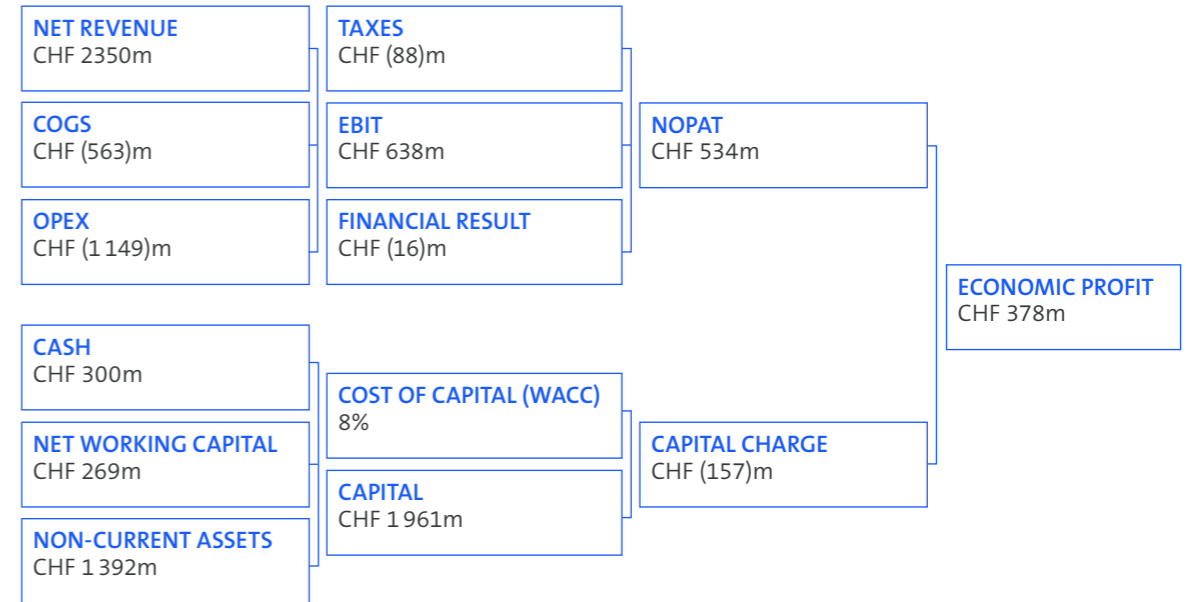 NET REVENUE
CHF 2350m
COGS
CHF (563)m
OPEX
CHF (1 149)m
TAXES
CHF (88)m
EBIT
CHF 638m
FINANCIAL RESULT
CHF (16)m
NOPAT
CHF 534m
CASH
CHF 300m
NET WORKING CAPITAL
CHF 269m
NON-CURRENT ASSETS
CHF 1 392m
COST OF CAPITAL (WACC)
8%
CAPITAL
CHF 1 961m
CAPITAL CHARGE
CHF (157)m
ECONOMIC PROFIT
CHF 378m